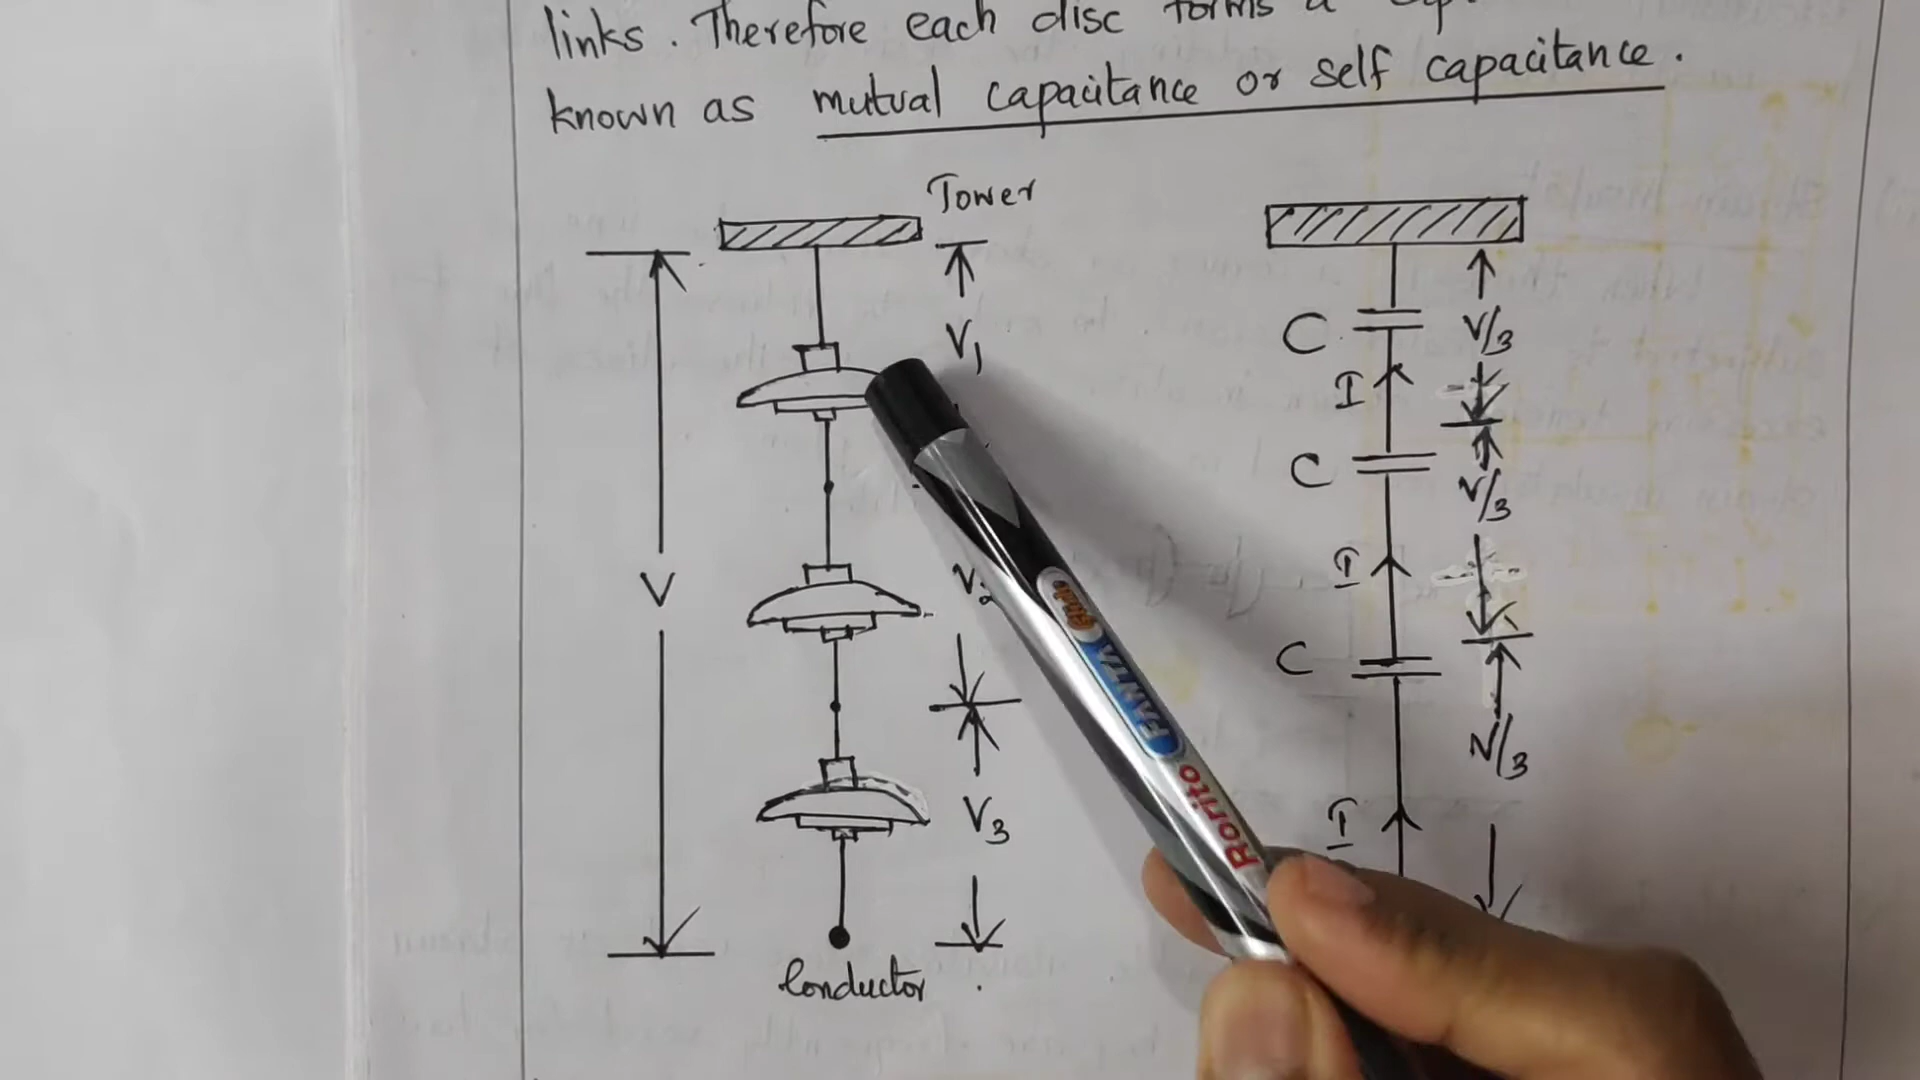 links. Therefore each disc forms a
known as mutual capacitance or self capacitance.
Tower
V1
V2
V3
V
Conductor
C
V/3
I
C
V/3
I
C
V/3
I
Rorito
FANTA
Glide